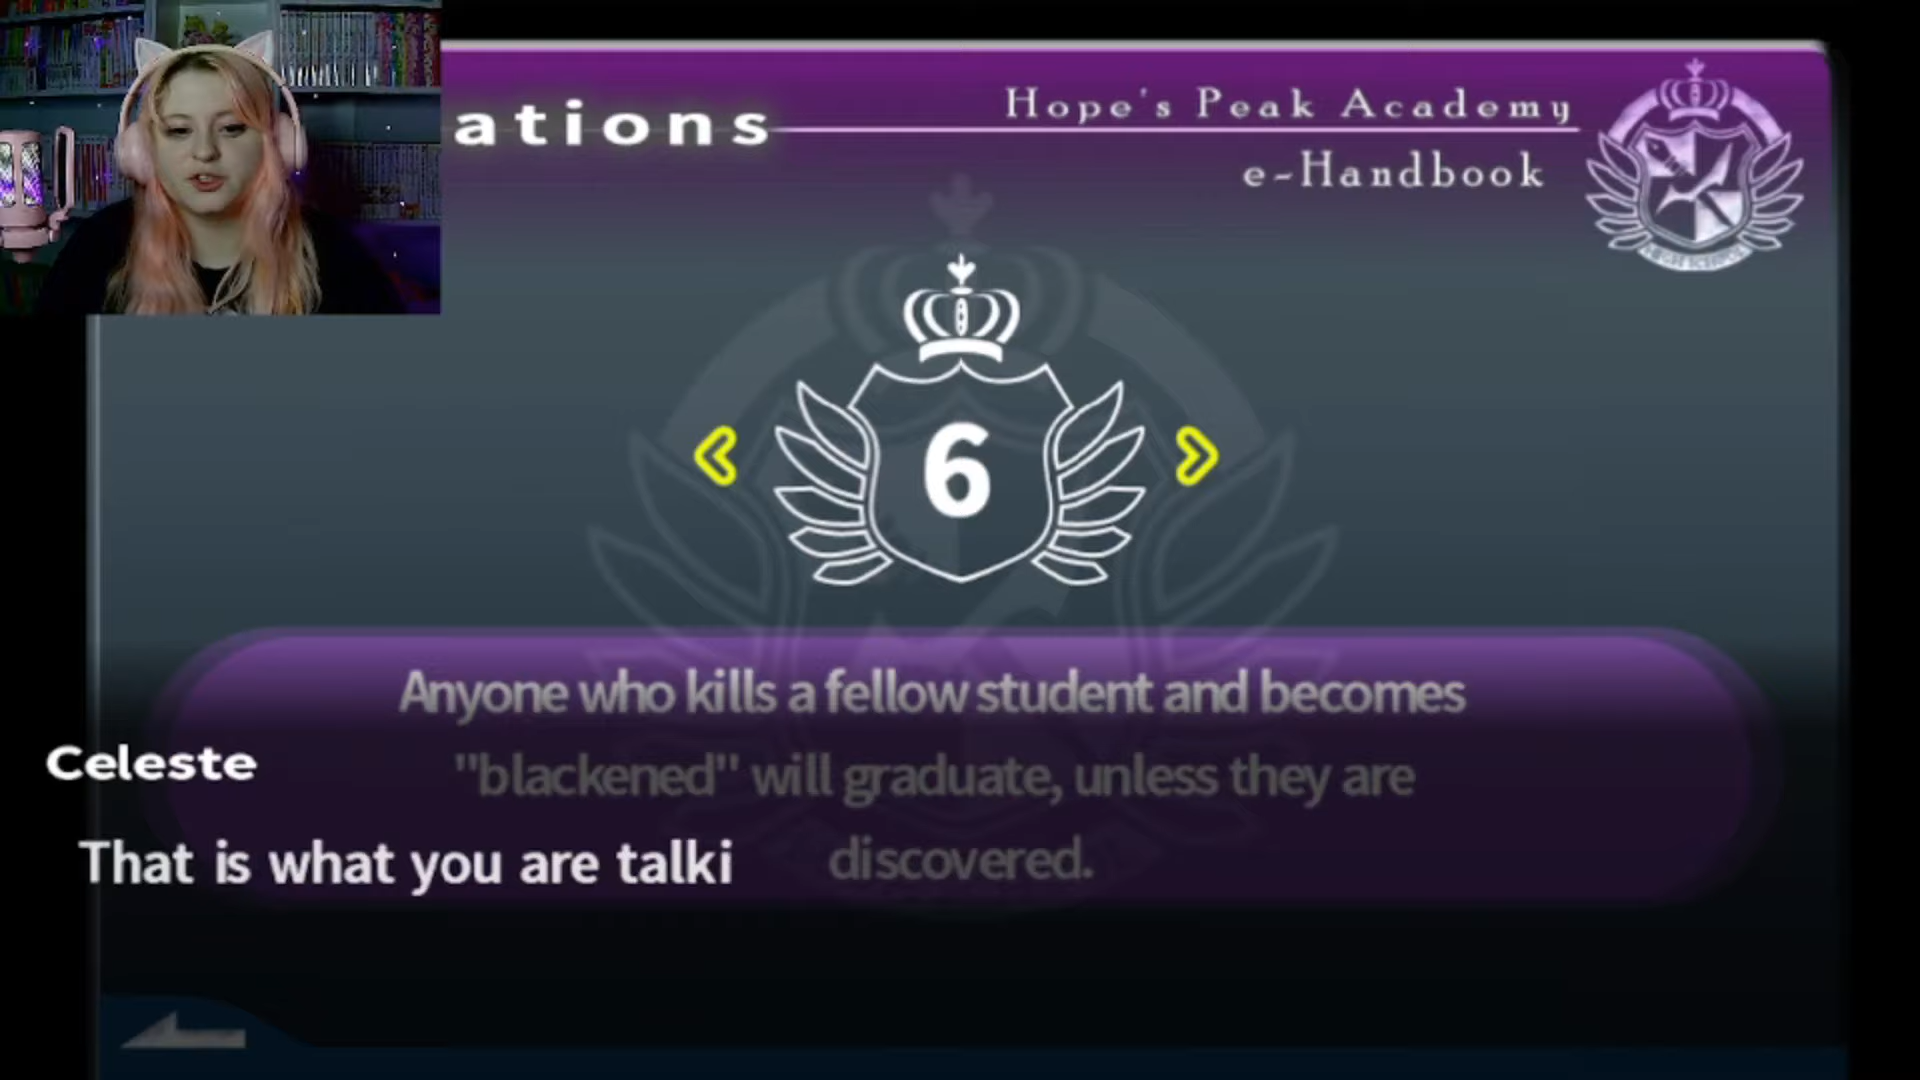 ations
Hope's Peak Academy
e-Handbook
6
Anyone who kills a fellow student and becomes
"blackened" will graduate, unless they are
discovered.
Celeste
That is what you are talki